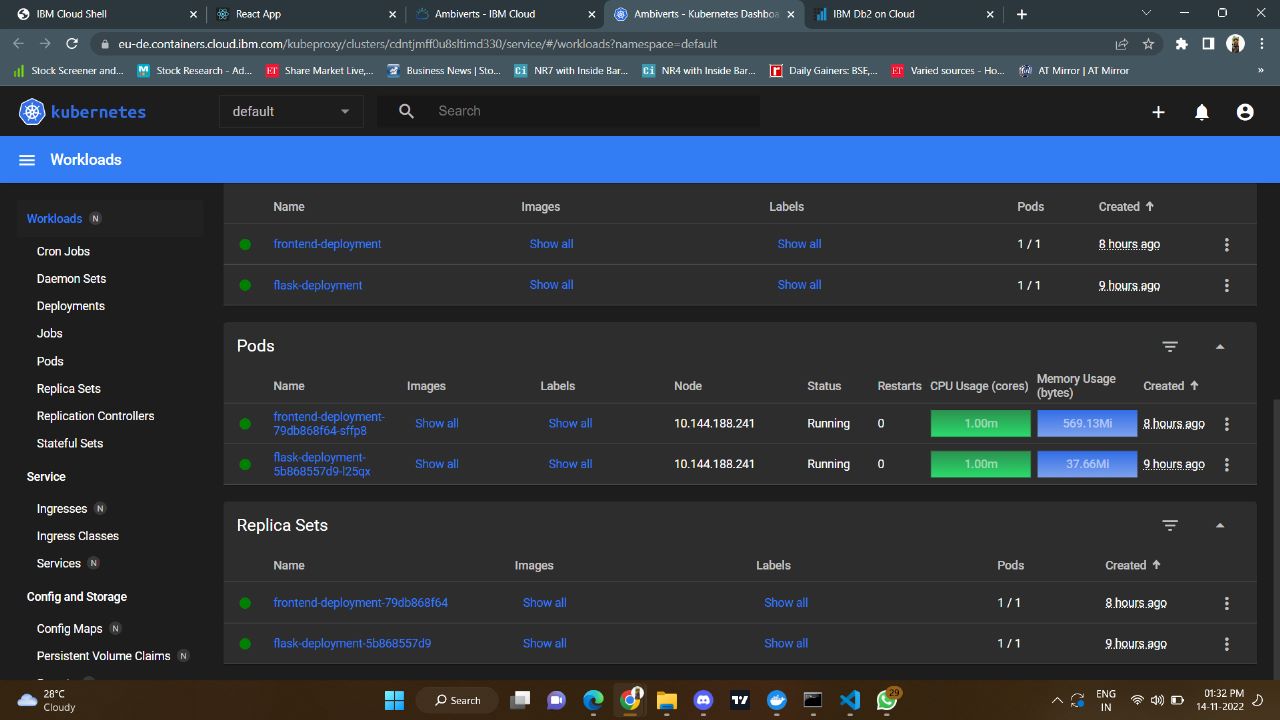 IBM Cloud Shell
React App
Ambiverts - IBM Cloud
Ambiverts - Kubernetes Dashboa
IBM Db2 on Cloud
eu-de.containers.cloud.ibm.com/kubeproxy/clusters/cdntjmff0u8sltimd330/service/#/workloads?namespace=default
Stock Screener and...
Stock Research - Ad...
Share Market Live,...
Business News | Sto...
NR7 with Inside Bar...
NR4 with Inside Bar...
Daily Gainers BSE,...
Varied sources - Ho...
AT Mirror | AT Mirror
»
kubernetes
default
Search
Workloads
Workloads N
Cron Jobs
Daemon Sets
Deployments
Jobs
Pods
Replica Sets
Replication Controllers
Stateful Sets
Service
Ingresses N
Ingress Classes
Services N
Config and Storage
Config Maps N
Persistent Volume Claims N
Name Images Labels Pods Created
frontend-deployment Show all Show all 1 / 1 8 hours ago
flask-deployment Show all Show all 1 / 1 9 hours ago
Pods
Name Images Labels Node Status Restarts CPU Usage (cores) Memory Usage (bytes) Created
frontend-deployment-
79db868f64-sffp8 Show all Show all 10.144.188.241 Running 0 1.00m 569.13Mi 8 hours ago
flask-deployment-
5b868557d9-l25qx Show all Show all 10.144.188.241 Running 0 1.00m 37.66Mi 9 hours ago
Replica Sets
Name Images Labels Pods Created
frontend-deployment-79db868f64 Show all Show all 1 / 1 8 hours ago
flask-deployment-5b868557d9 Show all Show all 1 / 1 9 hours ago
28°C
Cloudy
Search
29
ENG
IN
01:32 PM
14-11-2022